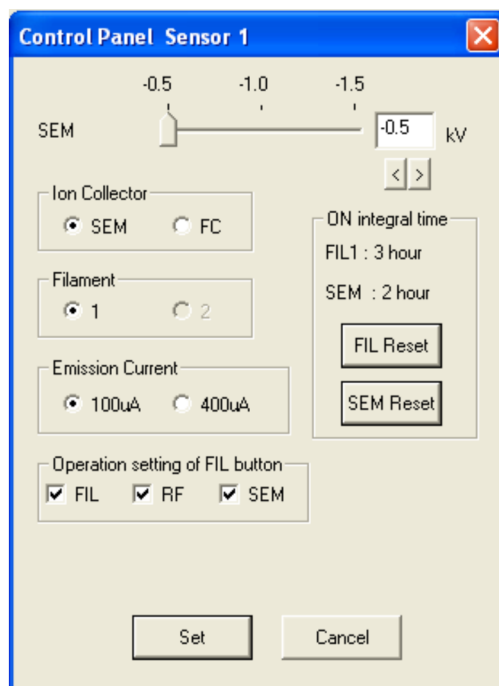 Control Panel  Sensor 1
-0.5 -1.0 -1.5
SEM -0.5 kV
< >
Ion Collector
SEM FC
ON integral time
FIL1 : 3 hour
SEM  : 2 hour
FIL Reset
SEM Reset
Filament
1 2
Emission Current
100uA 400uA
Operation setting of FIL button
FIL RF SEM
Set Cancel